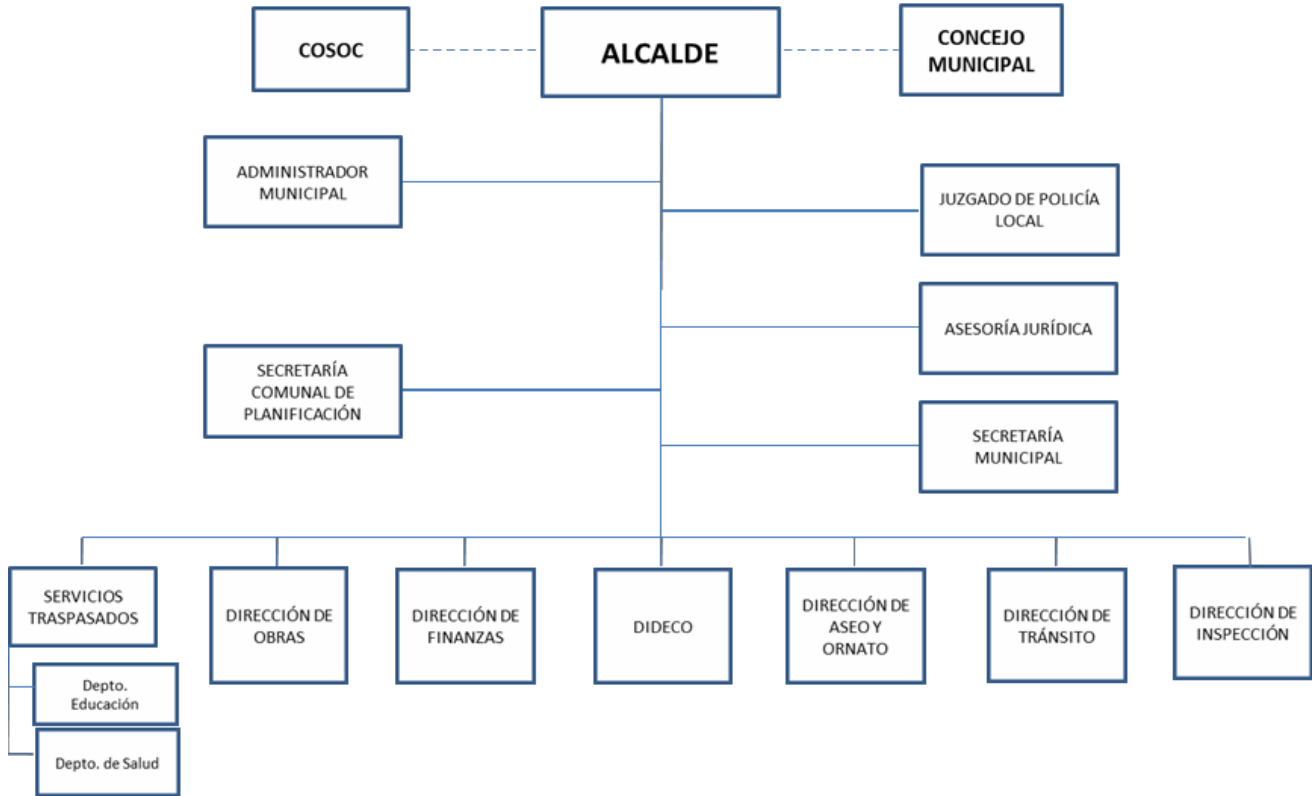 COSOC
ALCALDE
CONCEJO
MUNICIPAL
ADMINISTRADOR
MUNICIPAL
JUZGADO DE POLICÍA
LOCAL
ASESORÍA JURÍDICA
SECRETARÍA
COMUNAL DE
PLANIFICACIÓN
SECRETARÍA
MUNICIPAL
SERVICIOS
TRASPASADOS
DIRECCIÓN DE
OBRAS
DIRECCIÓN DE
FINANZAS
DIDECO
DIRECCIÓN DE
ASEO Y
ORNATO
DIRECCIÓN DE
TRÁNSITO
DIRECCIÓN DE
INSPECCIÓN
Depto.
Educación
Depto. de Salud